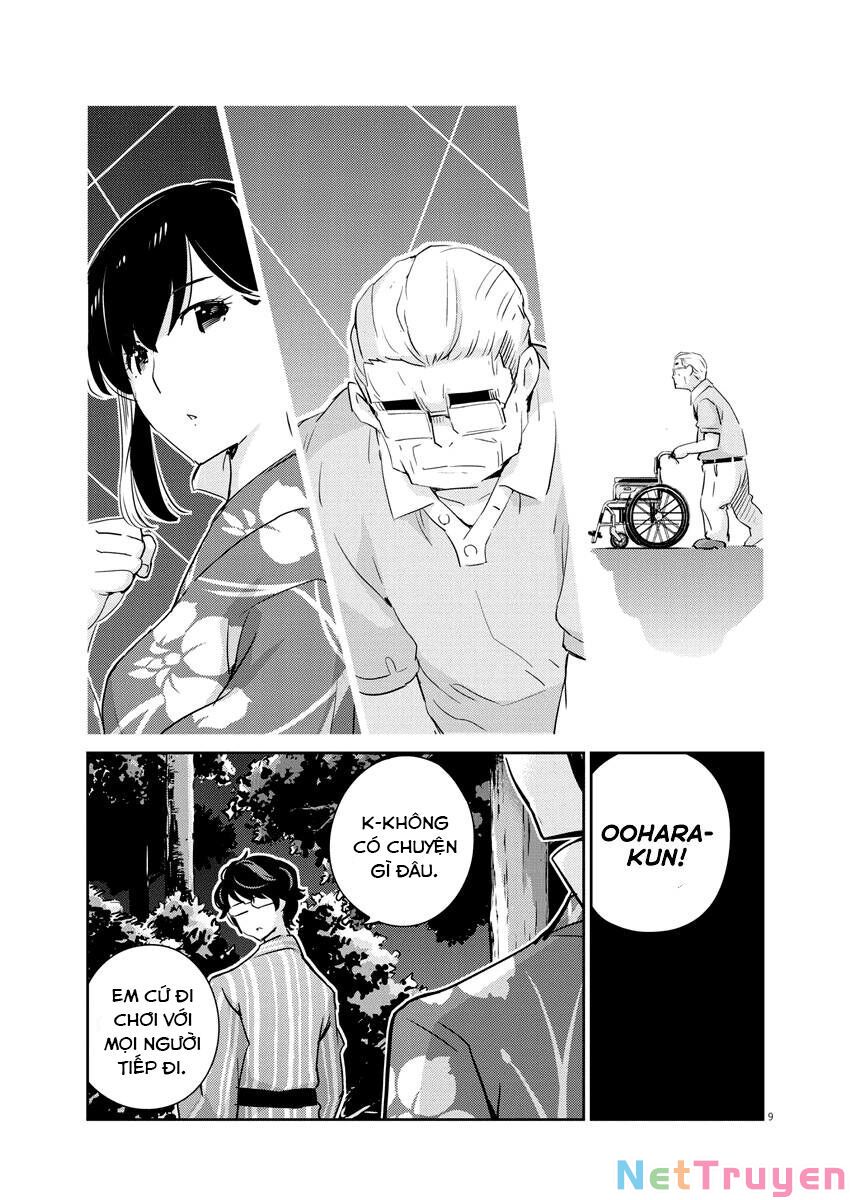 OOHARA-
KUN!
K-KHÔNG
CÓ CHUYỆN
GÌ ĐÂU.
EM CỨ ĐI
CHƠI VỚI
MỌI NGƯỜI
TIẾP ĐI.
9
NetTruyen